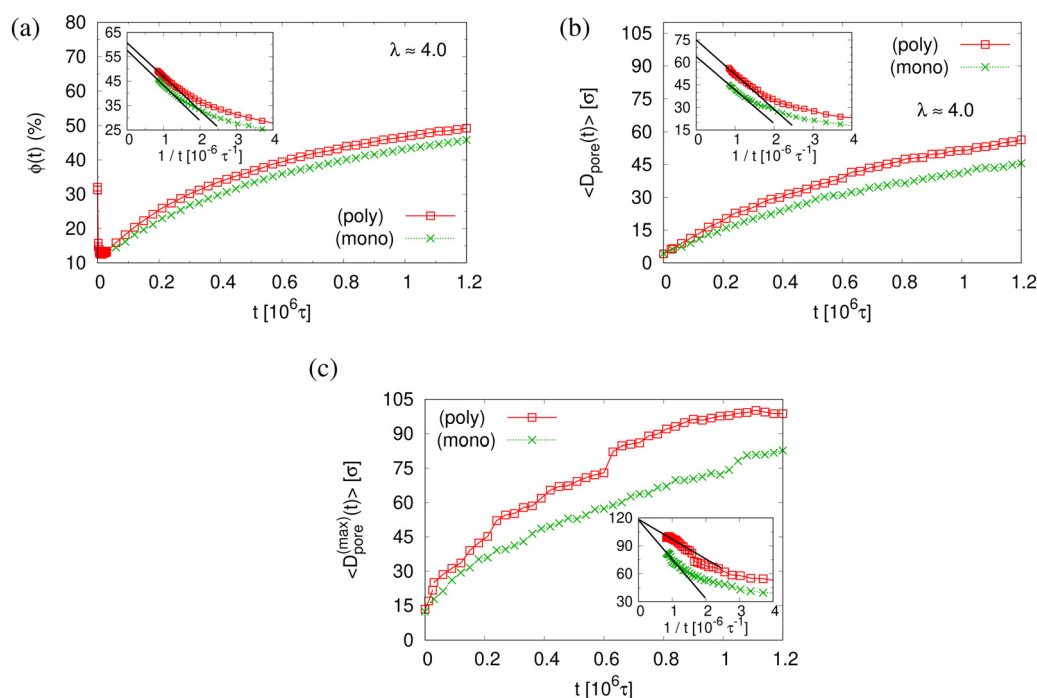 (a)
ϕ(t) (%)
65
60
50
40
30
20
10
0
0.2
0.4
0.6
0.8
1
1.2
t [10⁶τ]
λ ≈ 4.0
(poly)
(mono)
65
55
45
35
25
0 1 2 3 4
1 / t [10⁻⁶ τ⁻¹]
(b)
<D_pore(t)> [σ]
105
90
75
60
45
30
15
0
0 0.2 0.4 0.6 0.8 1 1.2
t [10⁶τ]
(poly)
(mono)
λ ≈ 4.0
75
60
45
30
15
0 1 2 3 4
1 / t [10⁻⁶ τ⁻¹]
(c)
<D_pore^(max)(t)> [σ]
105
90
75
60
45
30
15
0
0 0.2 0.4 0.6 0.8 1 1.2
t [10⁶τ]
(poly)
(mono)
120
90
60
30
0 1 2 3 4
1 / t [10⁻⁶ τ⁻¹]